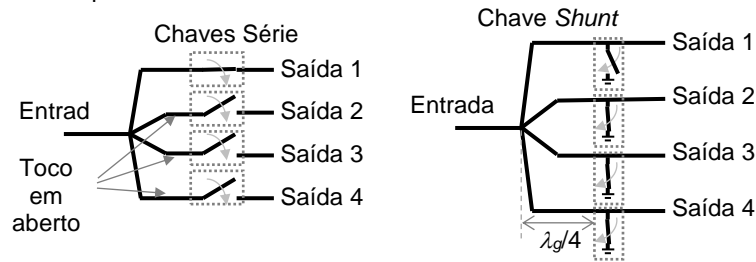 Chaves Série
Entrad
Saída 1
Saída 2
Saída 3
Saída 4
Toco
em
aberto
Chave Shunt
Entrada
Saída 1
Saída 2
Saída 3
Saída 4
λg/4